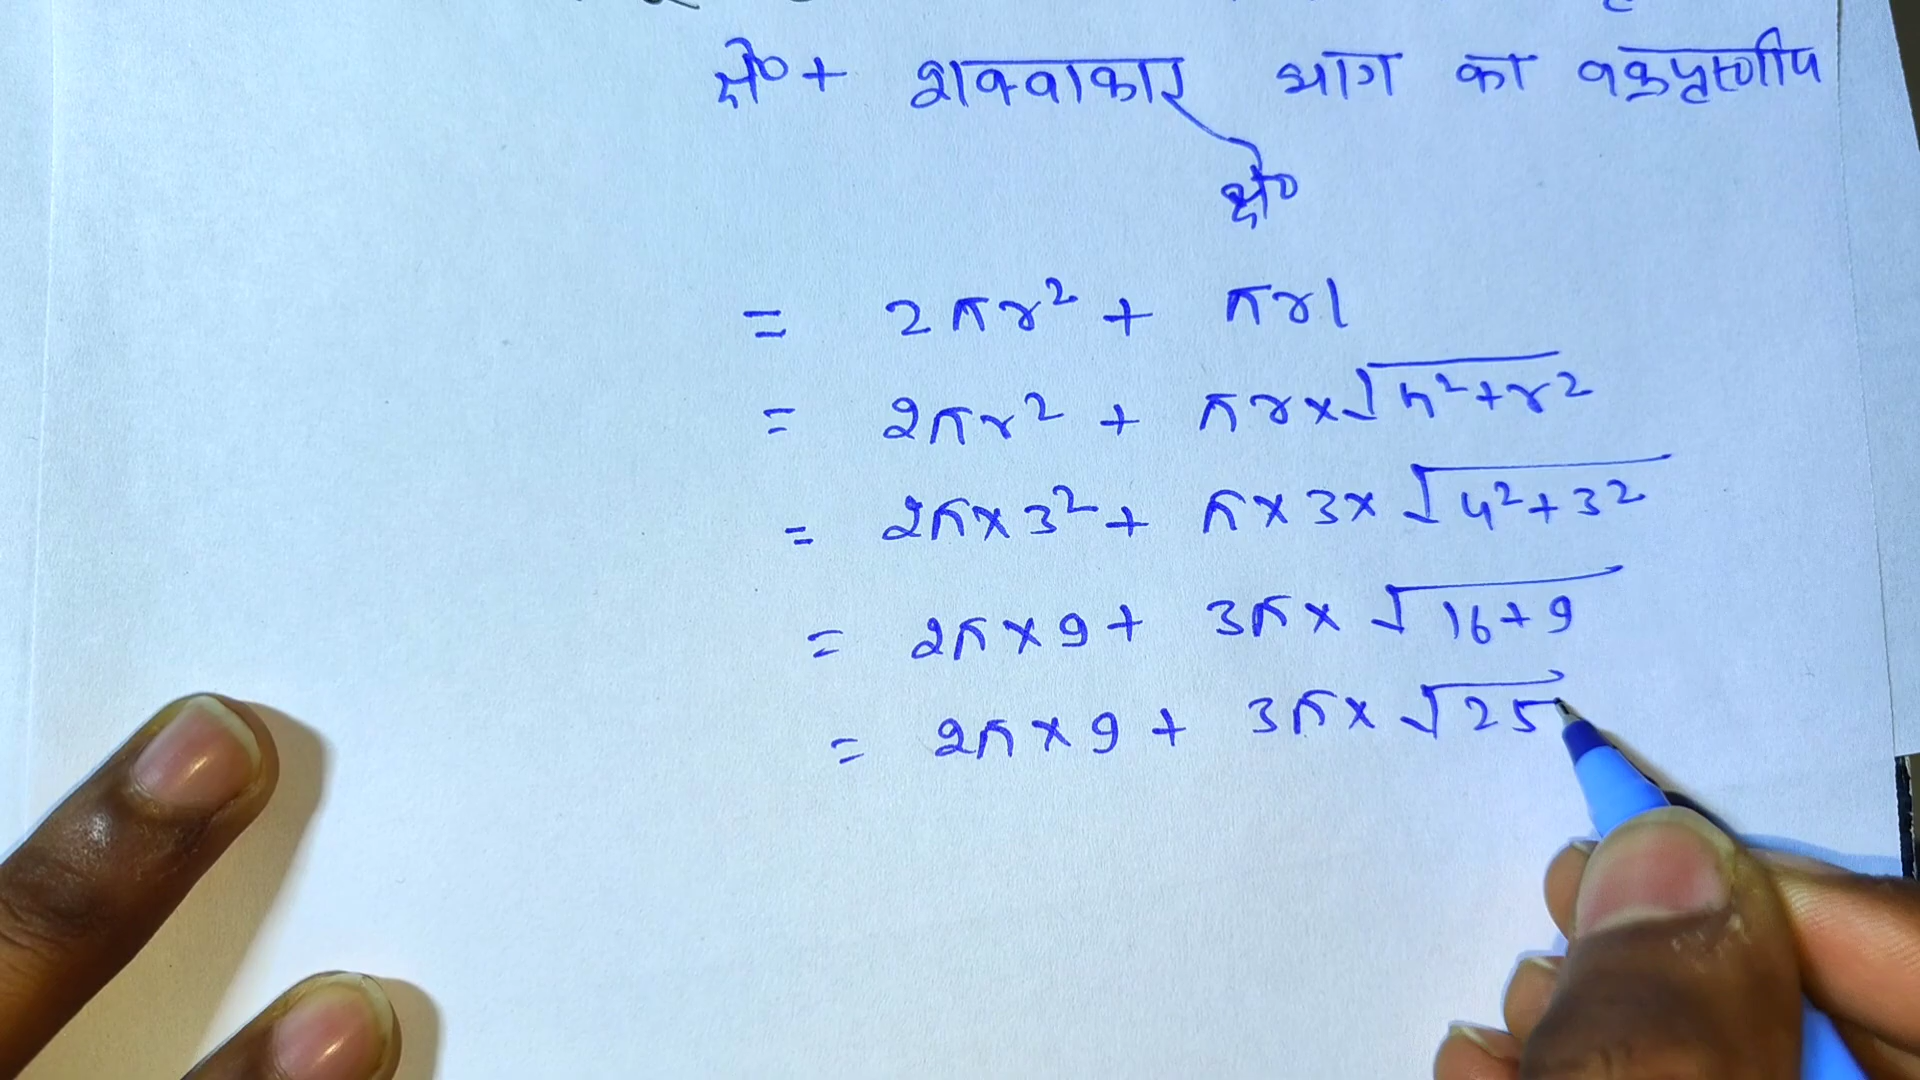 क्षे० + शंक्वाकार भाग का वक्रपृष्ठीय
क्षे०
= 2πr² + πrl
= 2πr² + πr×√h²+r²
= 2π×3² + π×3×√4²+3²
= 2π×9 + 3π×√16+9
= 2π×9 + 3π×√25